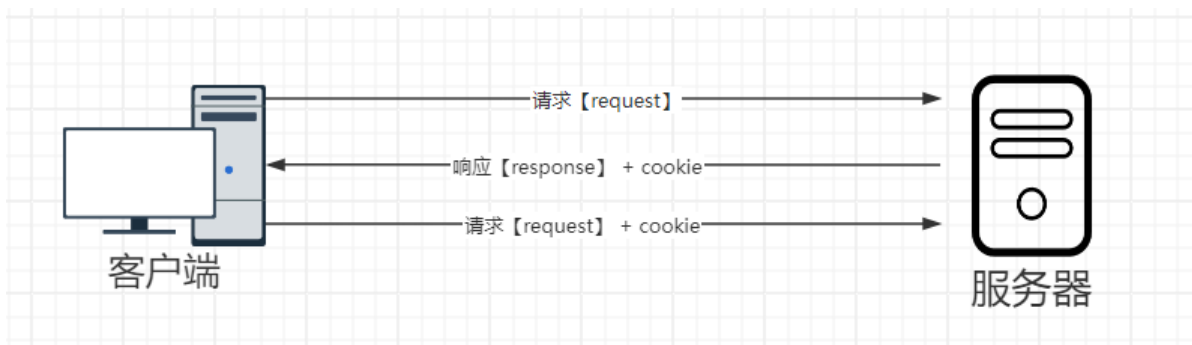 请求【request】
响应【response】 + cookie
请求【request】 + cookie
客户端
服务器